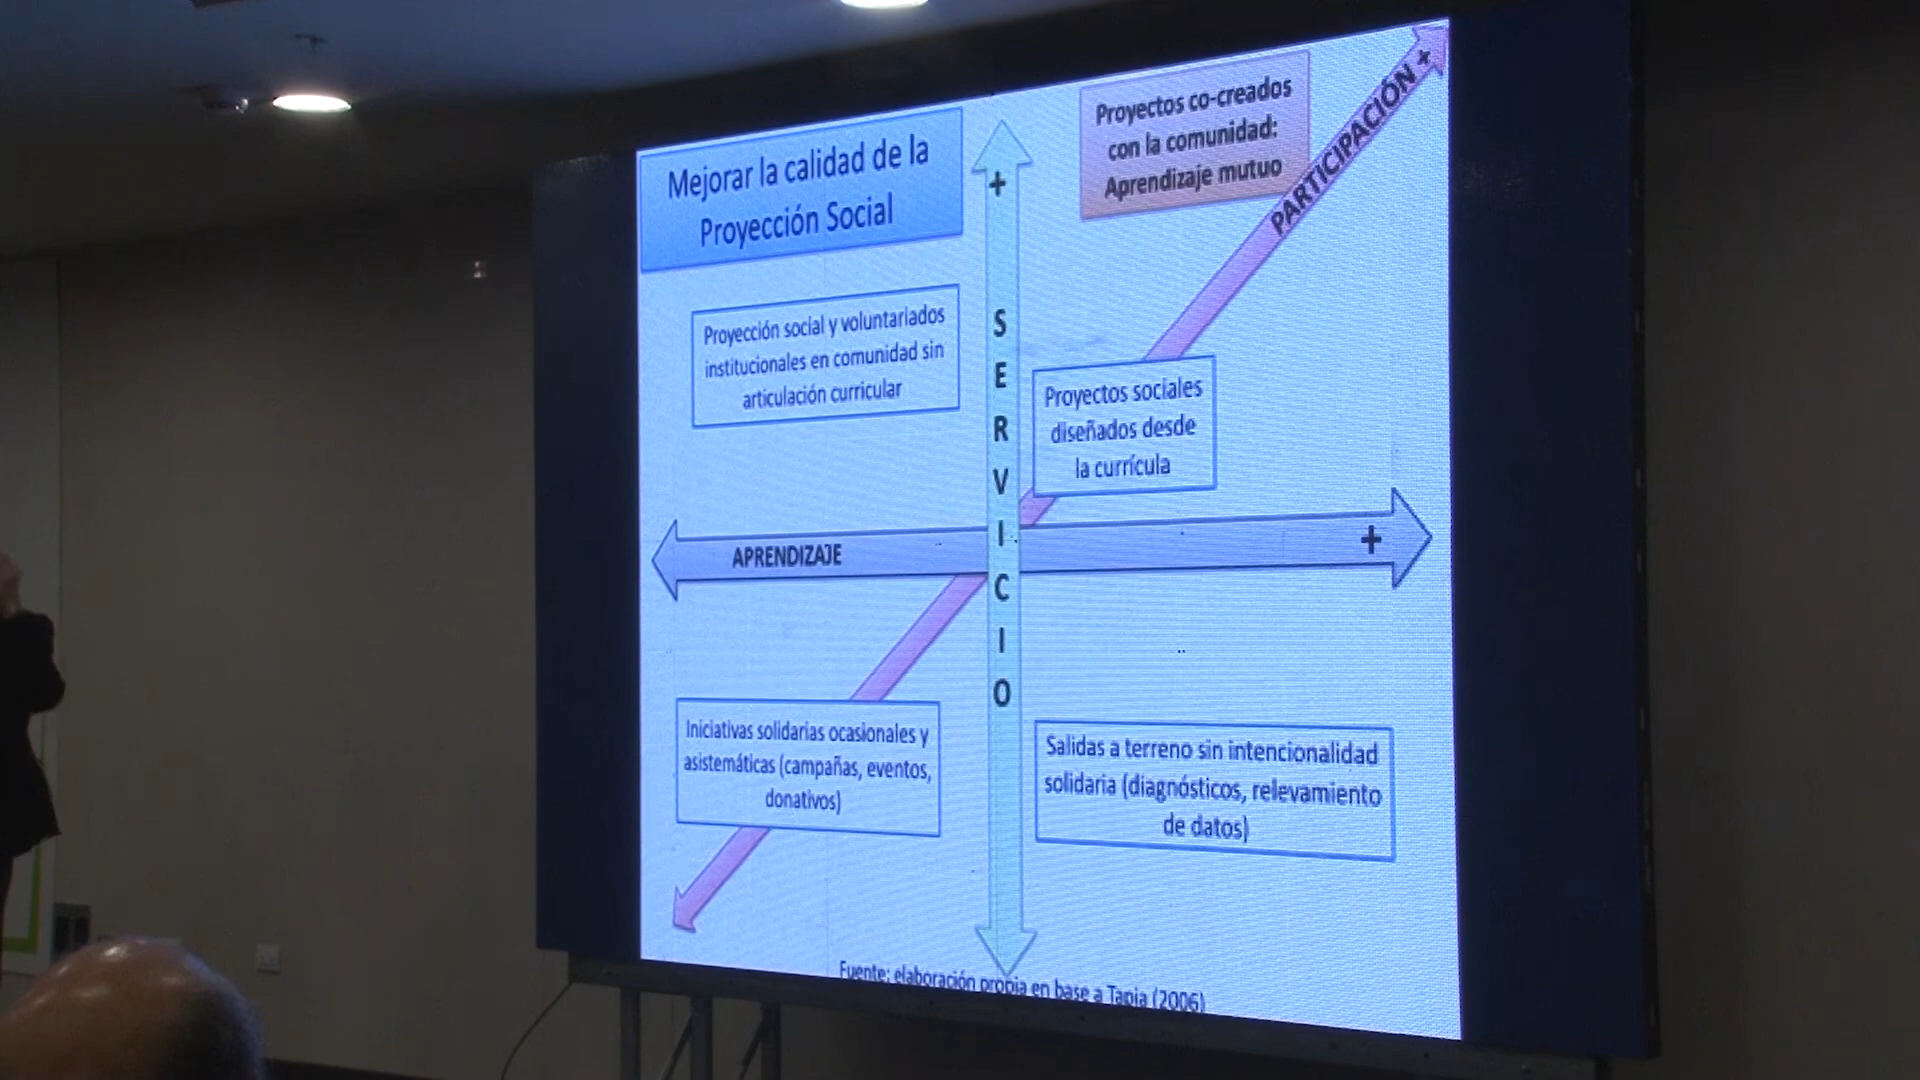 Mejorar la calidad de la
Proyección Social
Proyectos co-creados
con la comunidad:
Aprendizaje mutuo
PARTICIPACIÓN +
+
Proyección social y voluntariados
institucionales en comunidad sin
articulación curricular
SERVICIO
Proyectos sociales
diseñados desde
la currícula
APRENDIZAJE
+
Iniciativas solidarias ocasionales y
asistemáticas (campañas, eventos,
donativos)
Salidas a terreno sin intencionalidad
solidaria (diagnósticos, relevamiento
de datos)
Fuente: elaboración propia en base a Tapia (2006)